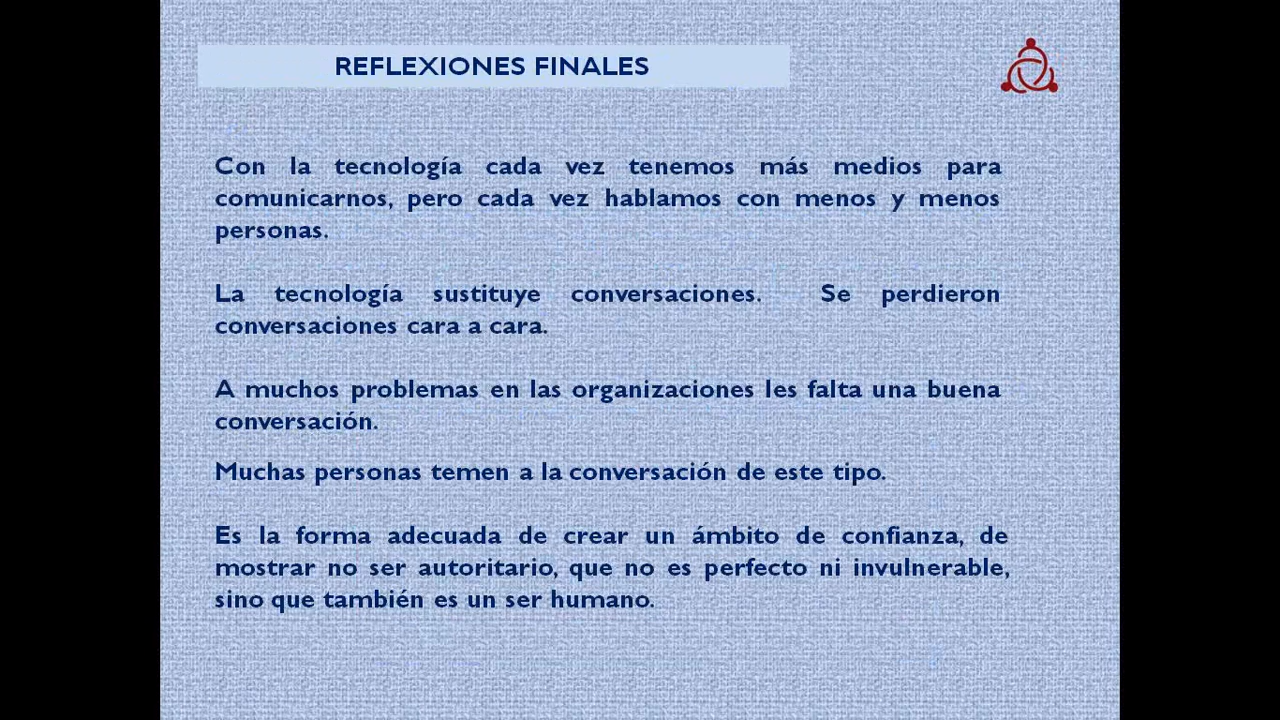 REFLEXIONES FINALES
Con la tecnología cada vez tenemos más medios para
comunicarnos, pero cada vez hablamos con menos y menos
personas.
La tecnología sustituye conversaciones. Se perdieron
conversaciones cara a cara.
A muchos problemas en las organizaciones les falta una buena
conversación.
Muchas personas temen a la conversación de este tipo.
Es la forma adecuada de crear un ámbito de confianza, de
mostrar no ser autoritario, que no es perfecto ni invulnerable,
sino que también es un ser humano.